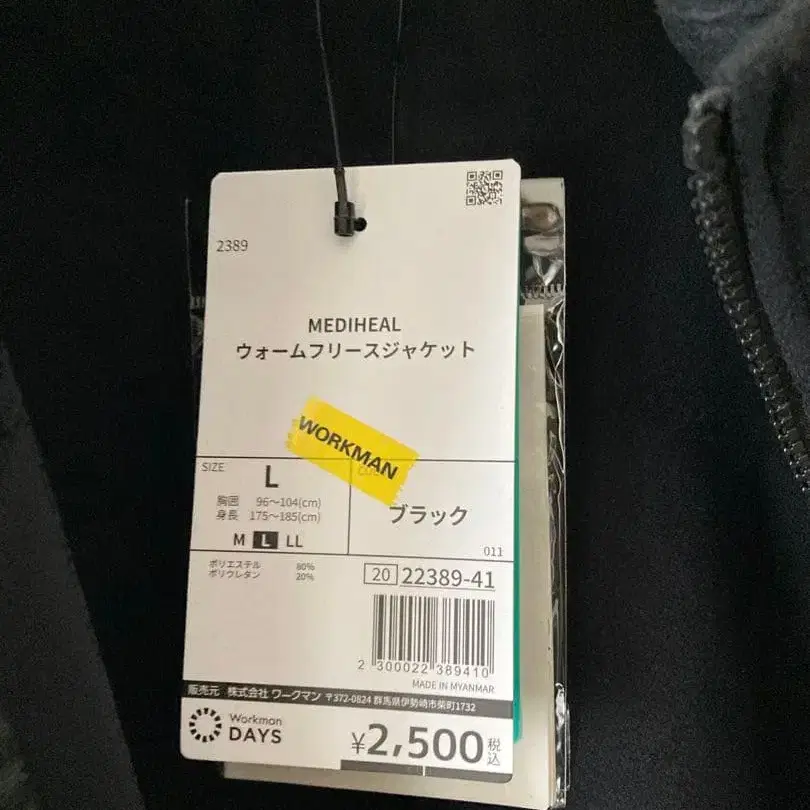 2389
MEDIHEAL
ウォームフリースジャケット
WORKMAN
SIZE
L
胸囲 96～104(cm)
身長 175～185(cm)
M L LL
ブラック
011
ポリエステル 80%
ポリウレタン 20%
20 22389-41
2 300022 389410
MADE IN MYANMAR
販売元 株式会社 ワークマン 〒372-0824 群馬県伊勢崎市柴町1732
Workman
DAYS
¥2,500 税込